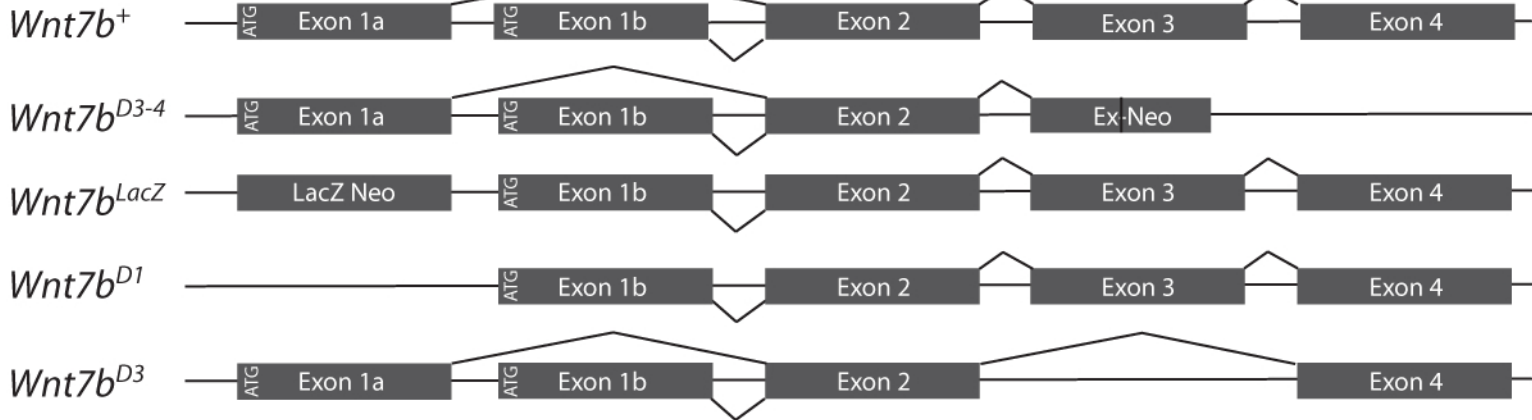 Wnt7b+ ATG Exon 1a ATG Exon 1b Exon 2 Exon 3 Exon 4
Wnt7bD3-4 ATG Exon 1a ATG Exon 1b Exon 2 Ex-Neo
Wnt7bLacZ LacZ Neo ATG Exon 1b Exon 2 Exon 3 Exon 4
Wnt7bD1 ATG Exon 1b Exon 2 Exon 3 Exon 4
Wnt7bD3 ATG Exon 1a ATG Exon 1b Exon 2 Exon 4